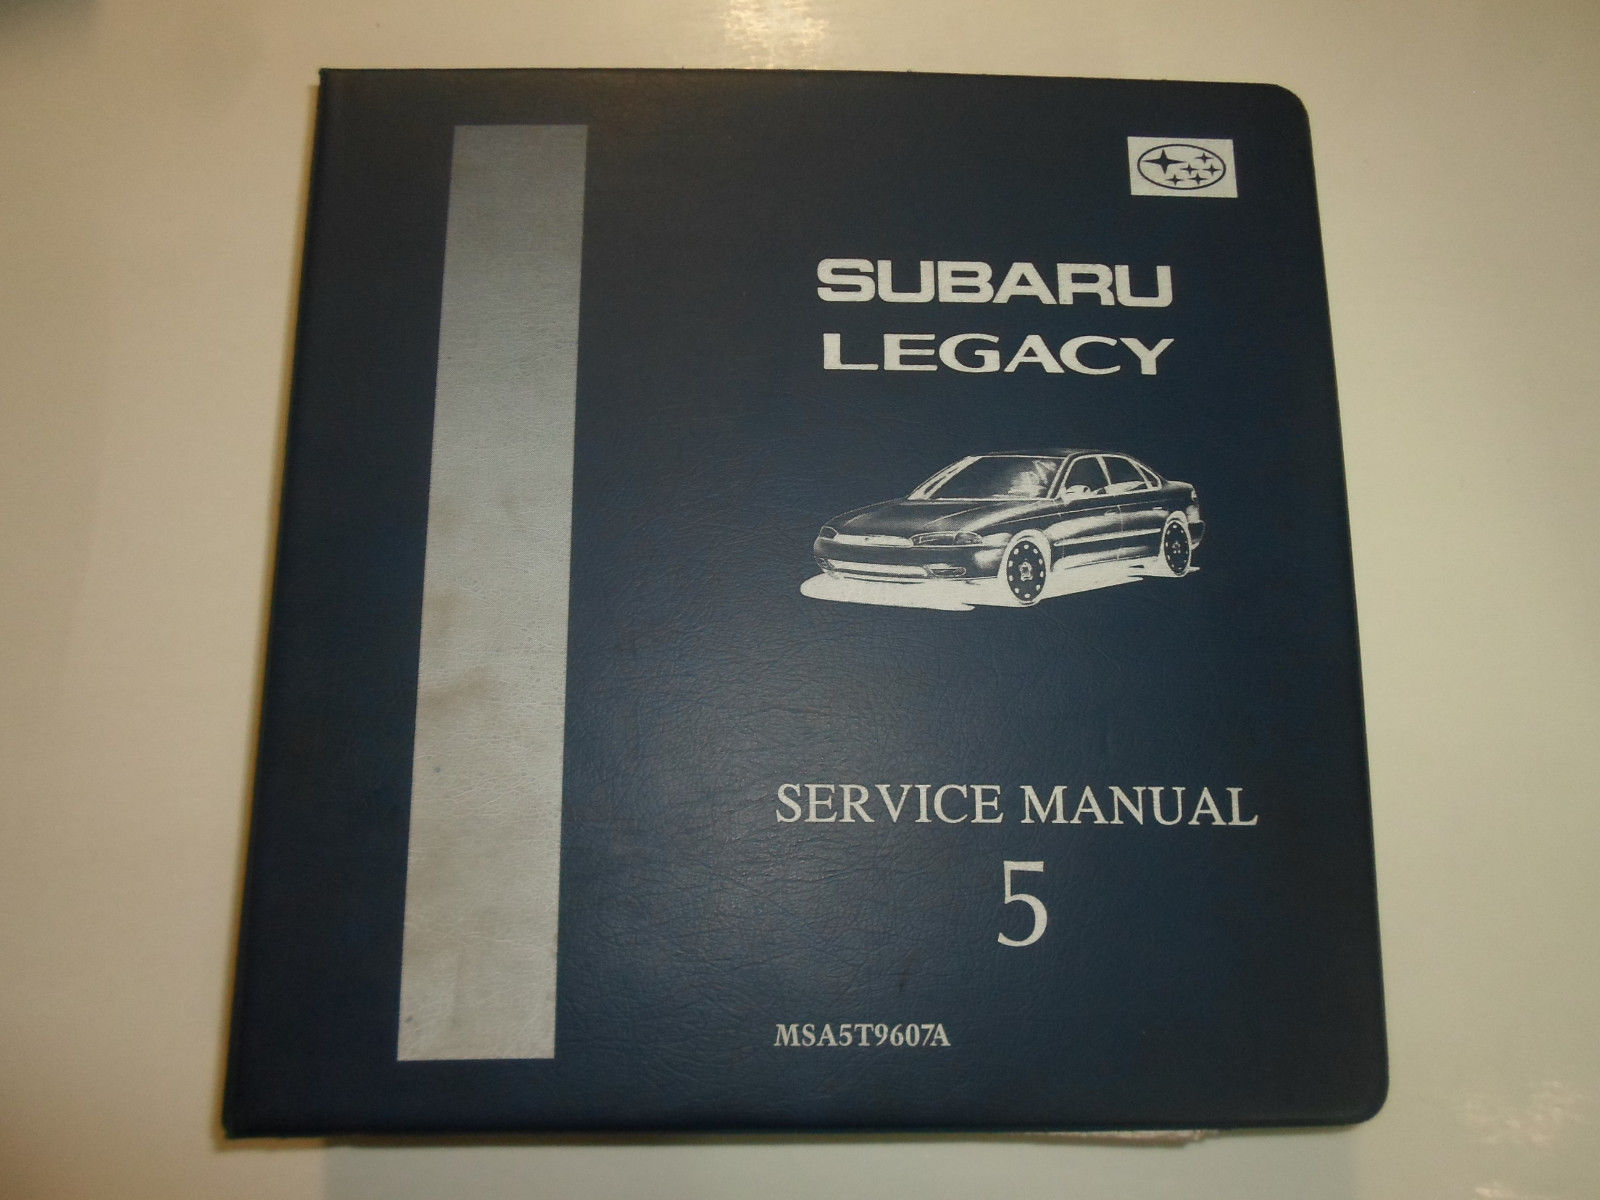 SUBARU
LEGACY
SERVICE MANUAL
5
MSA5T9607A